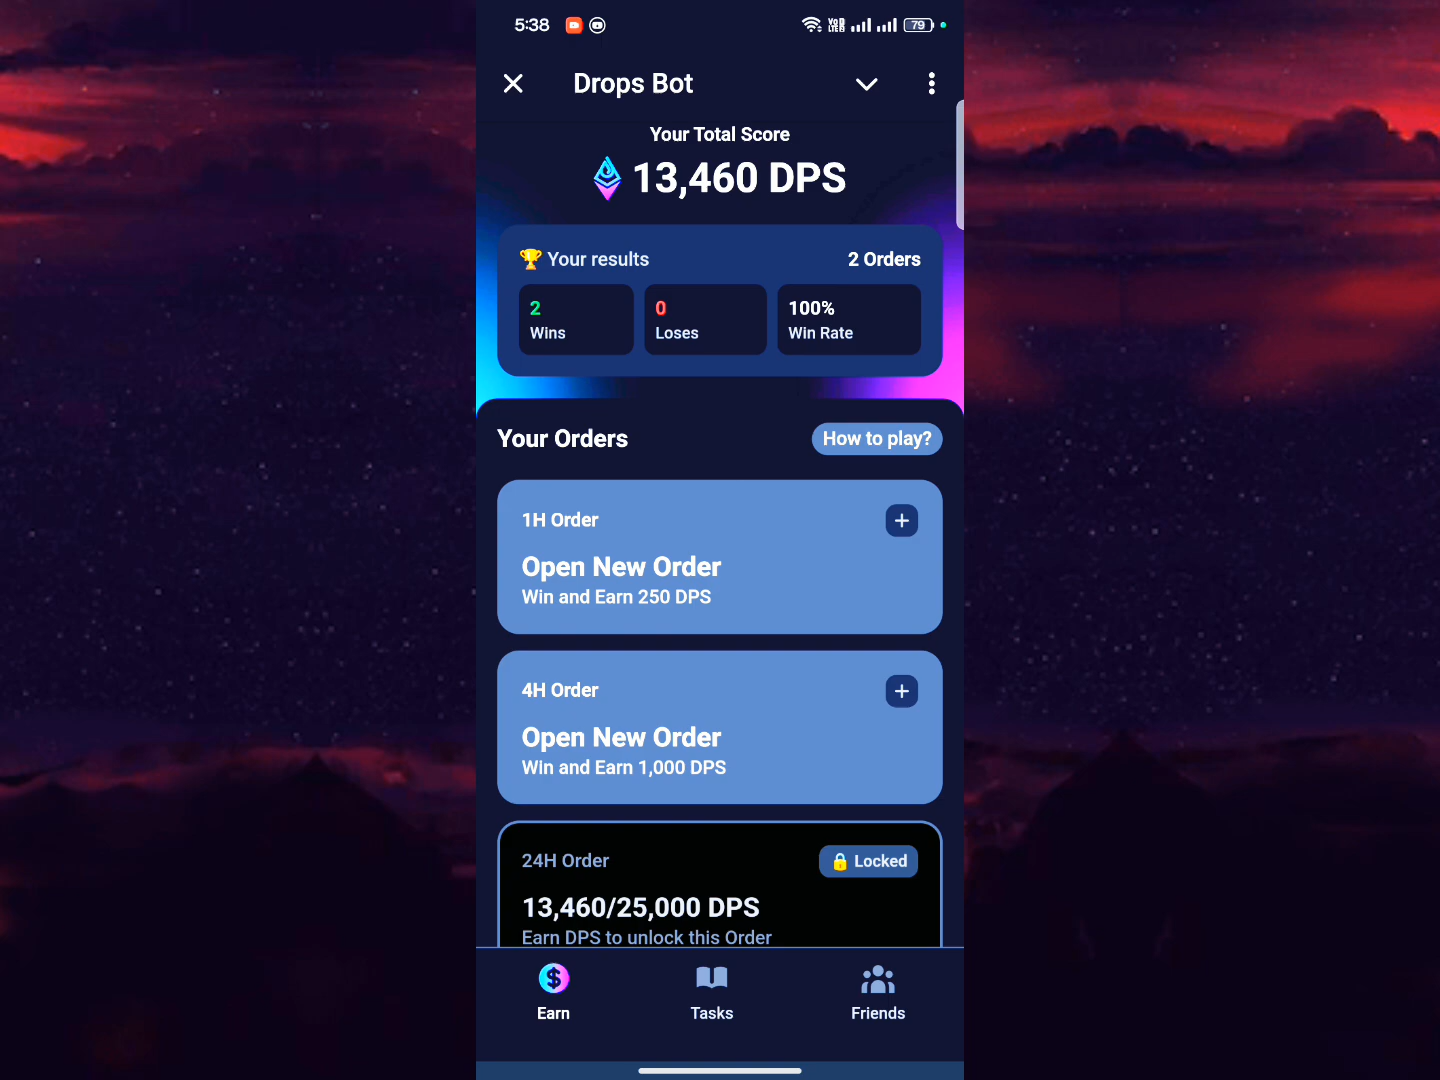 5:38
Vo LTE
79
Drops Bot
Your Total Score
13,460 DPS
Your results
2 Orders
2
Wins
0
Loses
100%
Win Rate
Your Orders
How to play?
1H Order
Open New Order
Win and Earn 250 DPS
4H Order
Open New Order
Win and Earn 1,000 DPS
24H Order
Locked
13,460/25,000 DPS
Earn DPS to unlock this Order
Earn
Tasks
Friends